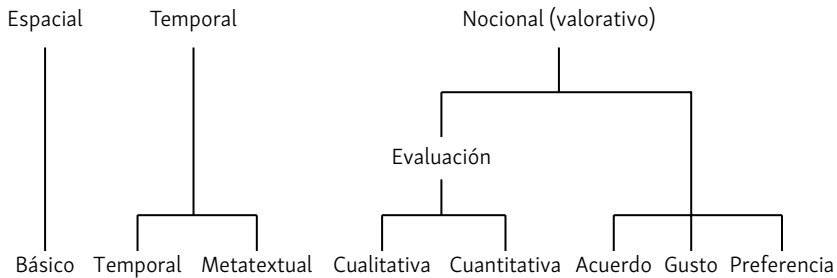 Espacial Temporal Nocional (valorativo)
Evaluación
Básico Temporal Metatextual Cualitativa Cuantitativa Acuerdo Gusto Preferencia